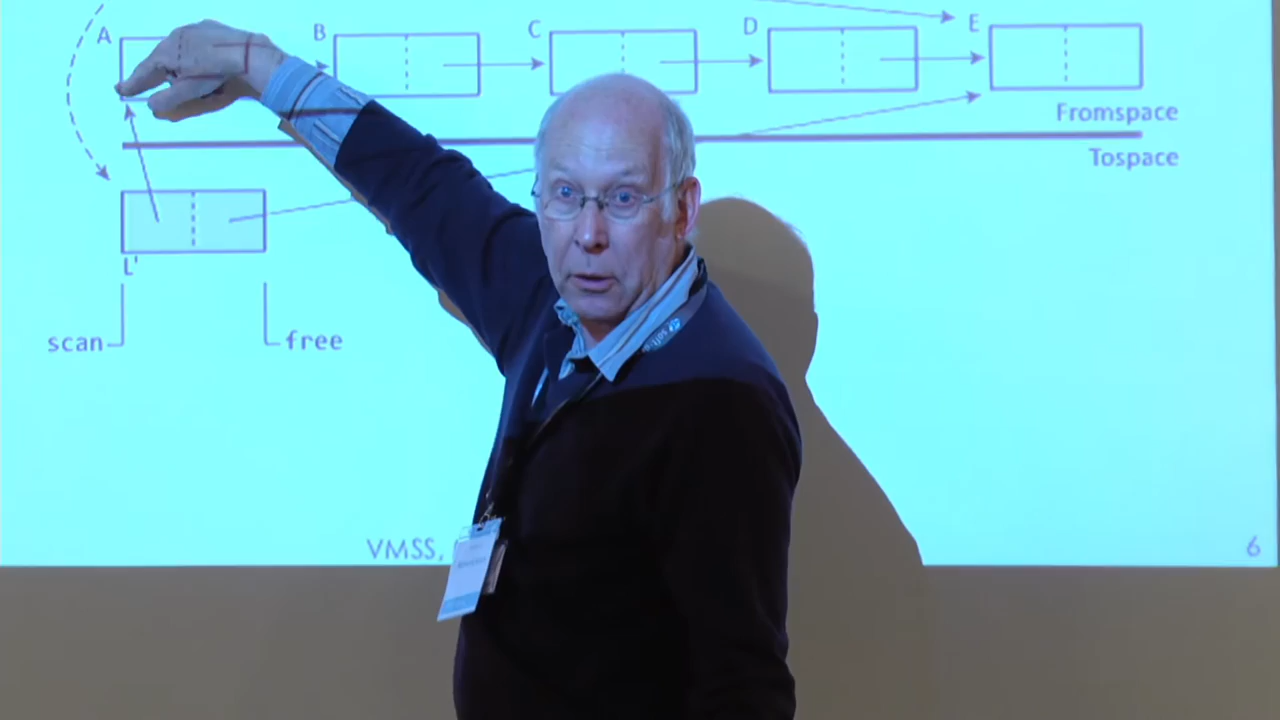 A B C D E
Fromspace
Tospace
L'
scan free
VMSS, 6